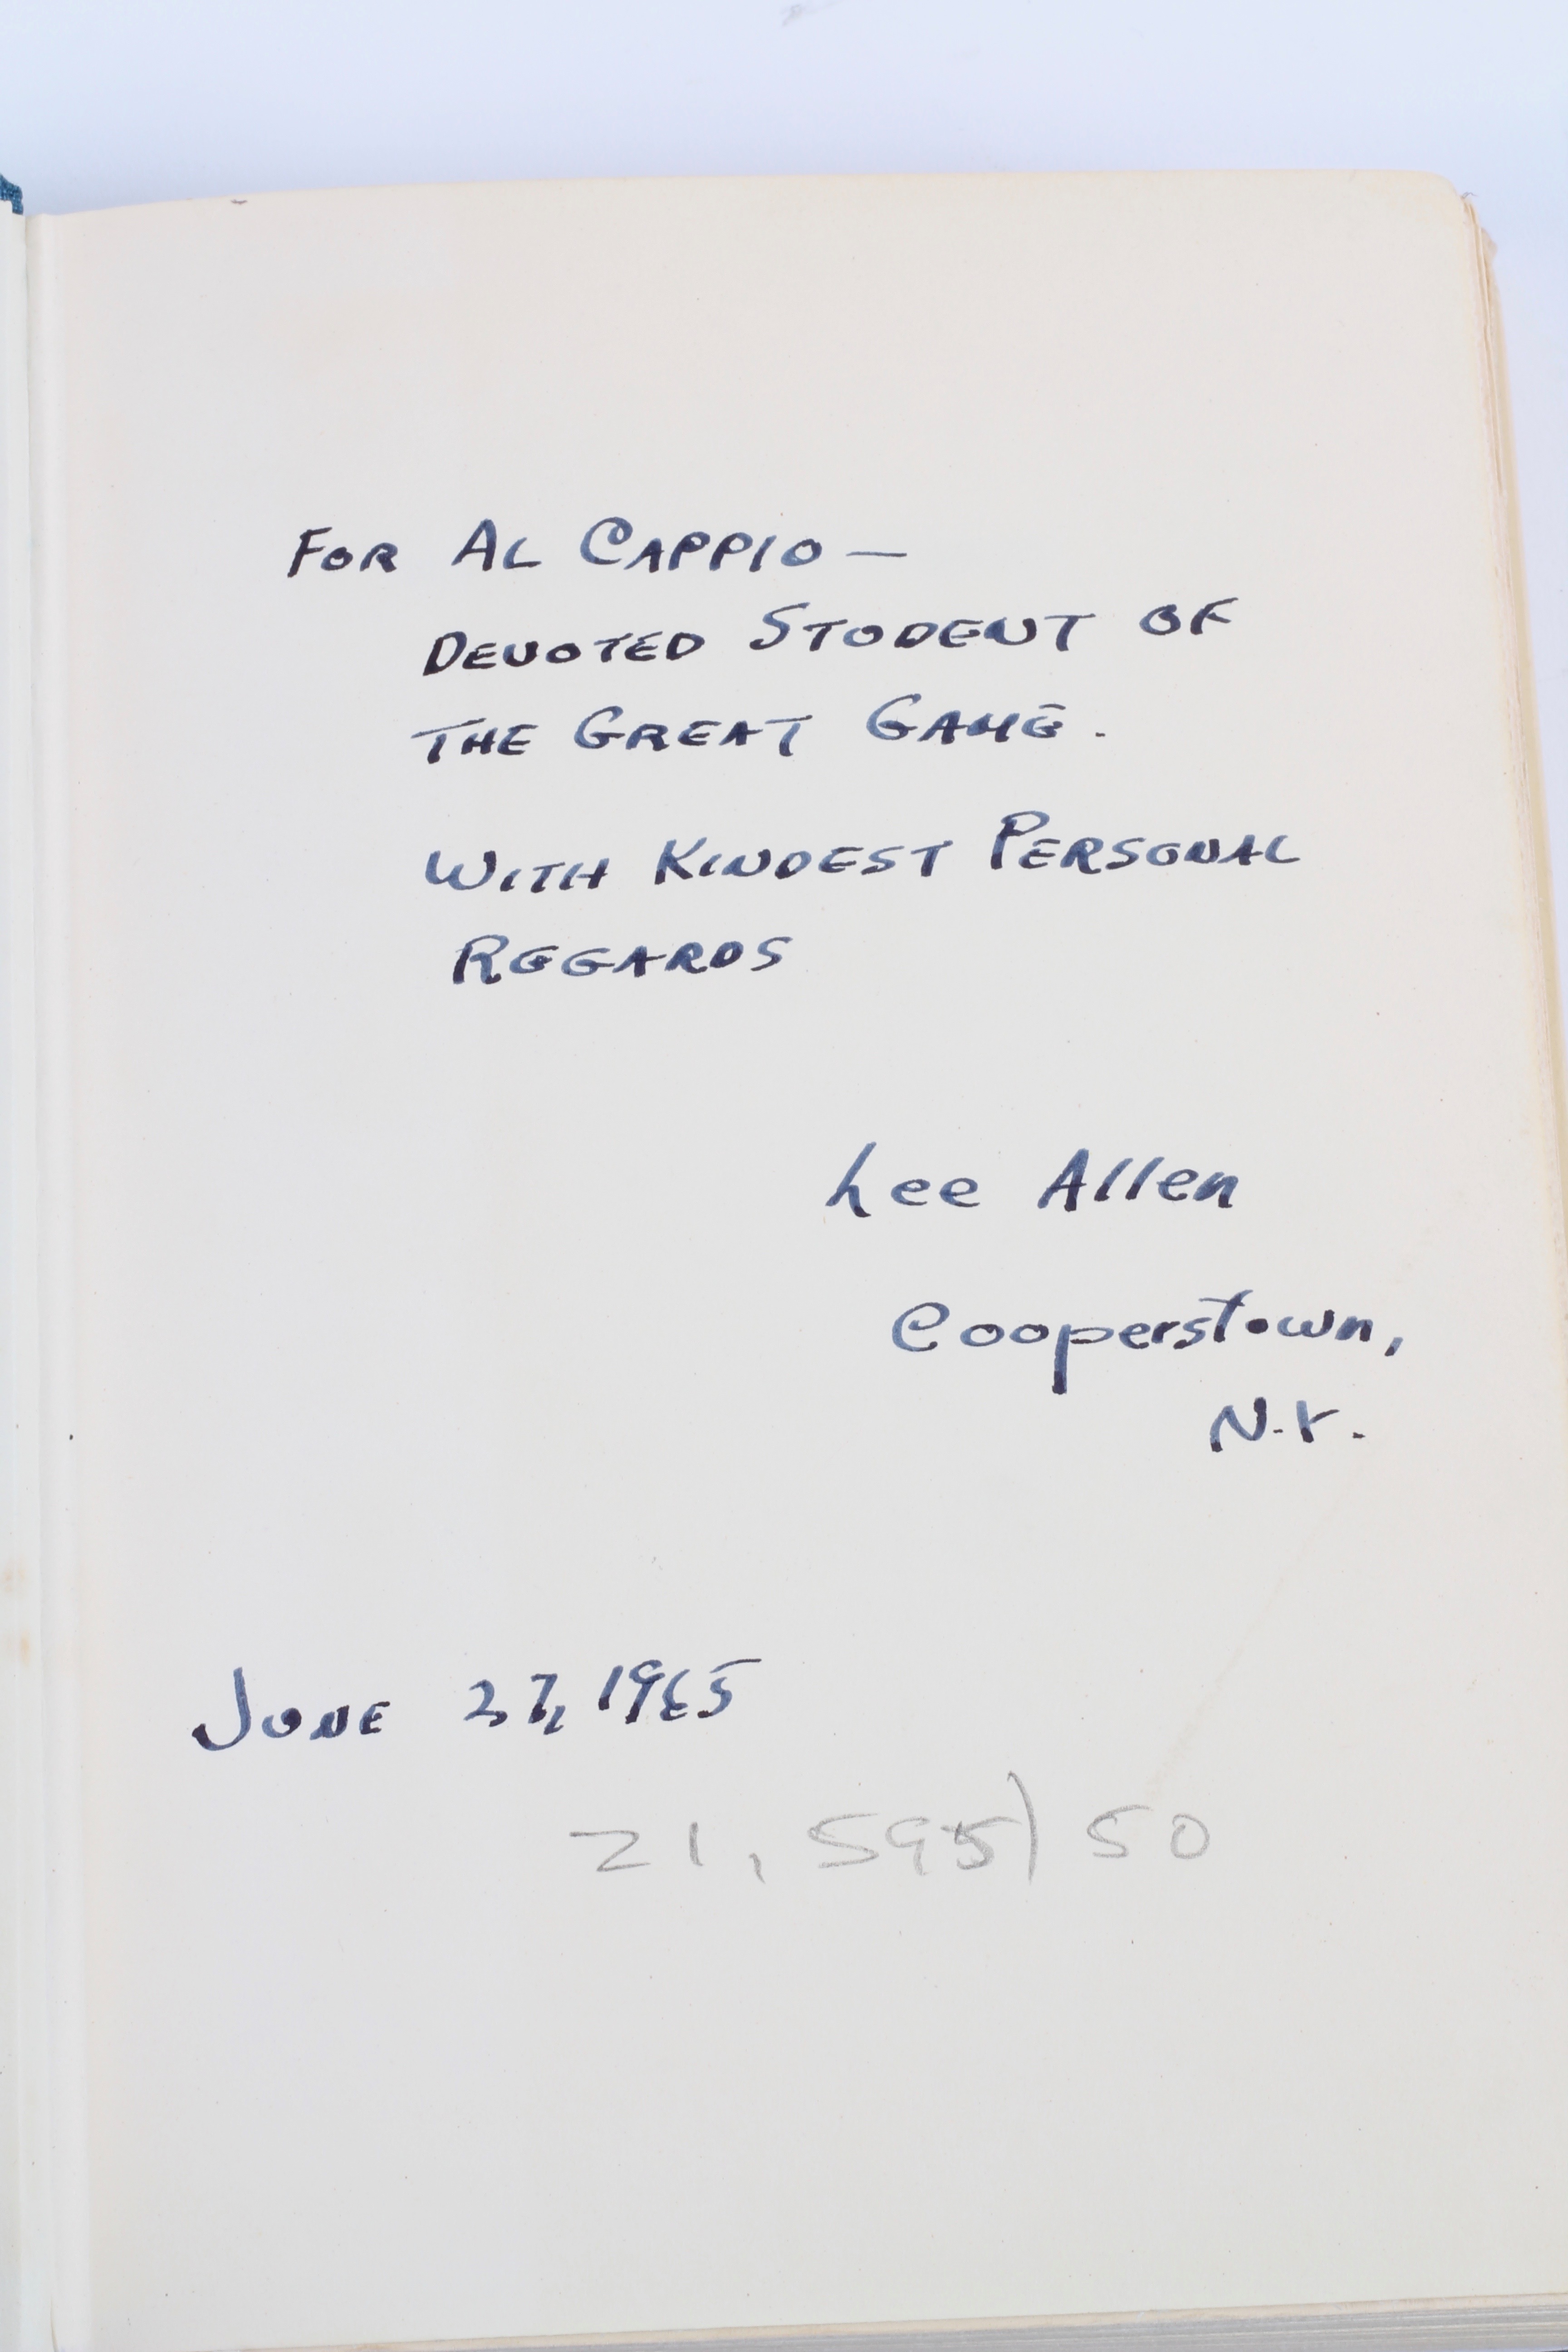 FOR AL CAPPIO —
DEVOTED STUDENT OF
THE GREAT GAME.
WITH KINDEST PERSONAL
REGARDS
Lee Allen
Cooperstown,
N.Y.
JUNE 27, 1965
21,595) 50